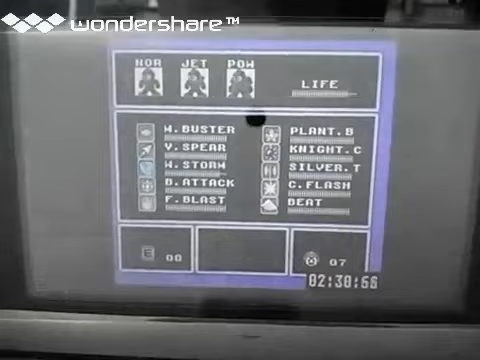 wondershare™
NOR JET POW
LIFE
W.BUSTER PLANT.B
Y.SPEAR KNIGHT.C
W.STORM SILVER.T
B.ATTACK C.FLASH
F.BLAST BEAT
E 00
07
02:30:66